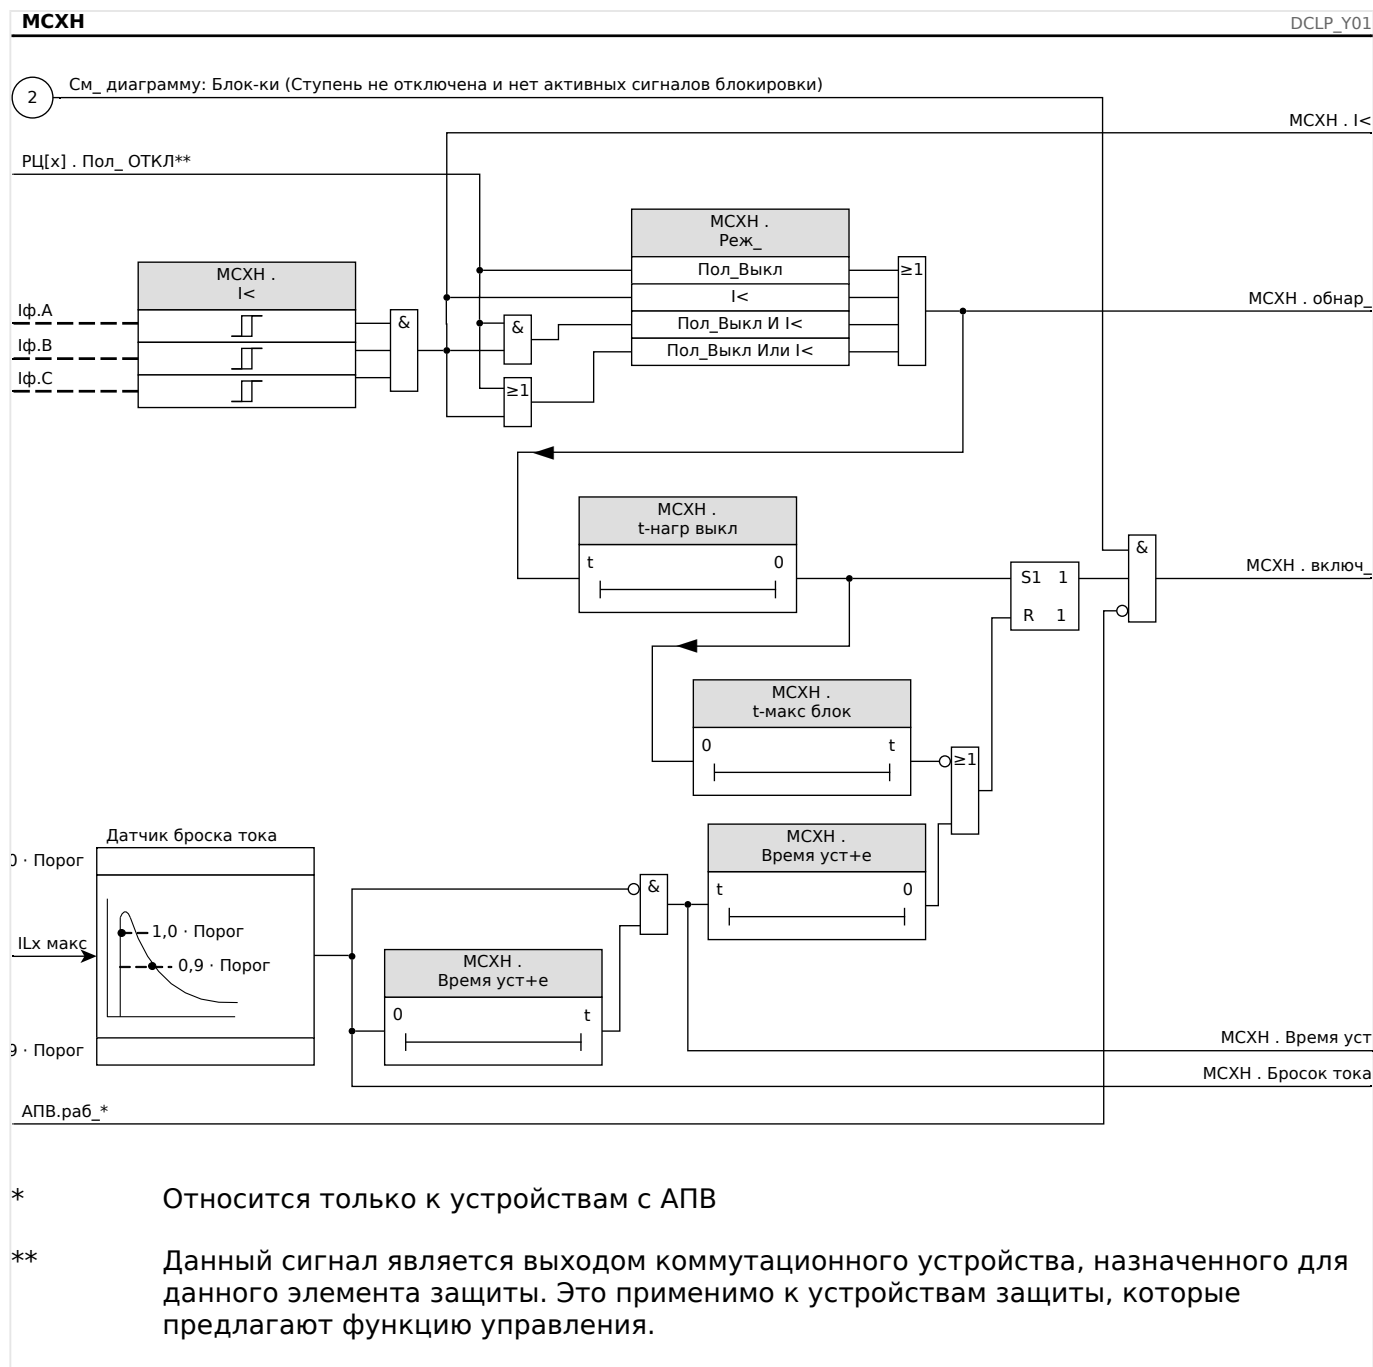 МСХН
DCLP_Y01
2
См_ диаграмму: Блок-ки (Ступень не отключена и нет активных сигналов блокировки)
МСХН . I<
РЦ[x] . Пол_ ОТКЛ**
МСХН .
Реж_
Пол_Выкл
I<
Пол_Выкл И I<
Пол_Выкл Или I<
≥1
МСХН .
I<
Iф.A
Iф.B
Iф.C
&
&
≥1
МСХН . обнар_
МСХН .
t-нагр выкл
t 0
S1 1
R 1
&
МСХН . включ_
МСХН .
t-макс блок
0 t
≥1
Датчик броска тока
0 · Порог
1,0 · Порог
0,9 · Порог
ILx макс
9 · Порог
&
МСХН .
Время уст+е
t 0
МСХН .
Время уст+е
0 t
МСХН . Время уст
МСХН . Бросок тока
АПВ.раб_*
* Относится только к устройствам с АПВ
** Данный сигнал является выходом коммутационного устройства, назначенного для
данного элемента защиты. Это применимо к устройствам защиты, которые
предлагают функцию управления.